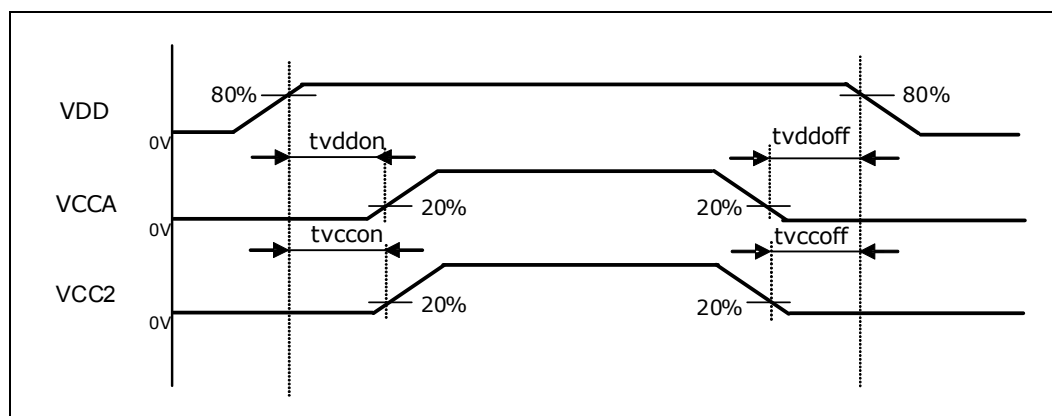 80%
80%
VDD
0V
tvddon
tvddoff
VCCA
20%
20%
0V
tvccon
tvccoff
VCC2
20%
20%
0V